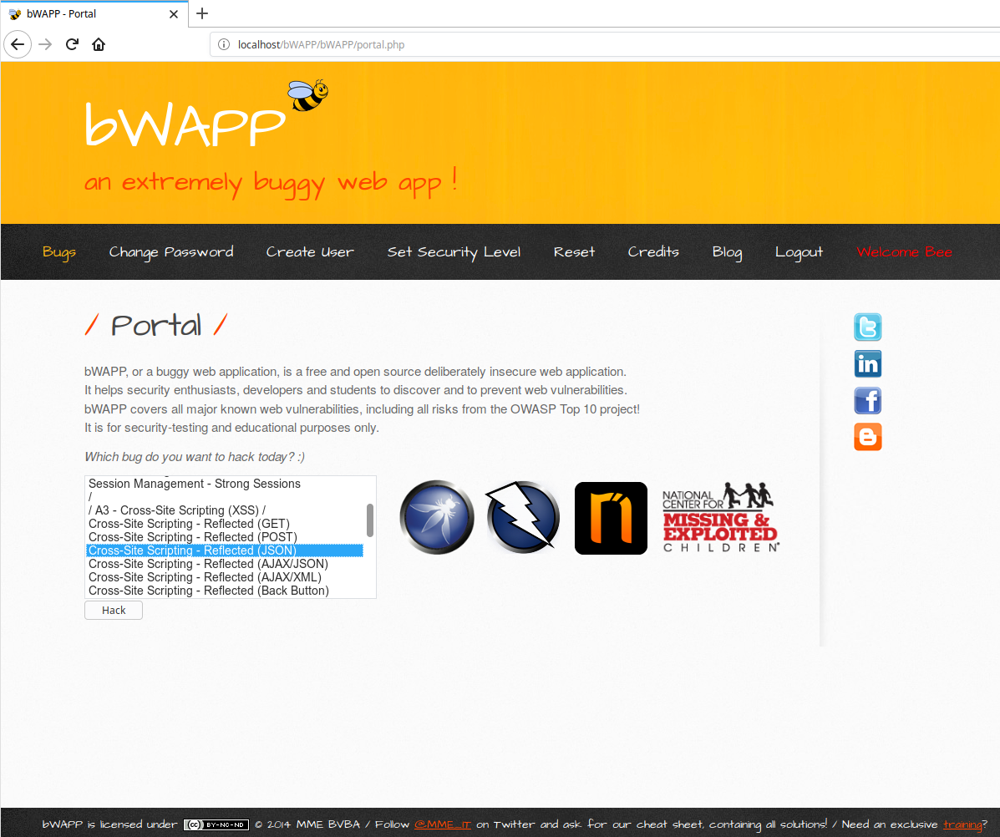 bWAPP - Portal
localhost/bWAPP/bWAPP/portal.php
bWAPP
an extremely buggy web app !
Bugs Change Password Create User Set Security Level Reset Credits Blog Logout Welcome Bee
/ Portal /
bWAPP, or a buggy web application, is a free and open source deliberately insecure web application.
It helps security enthusiasts, developers and students to discover and to prevent web vulnerabilities.
bWAPP covers all major known web vulnerabilities, including all risks from the OWASP Top 10 project!
It is for security-testing and educational purposes only.
Which bug do you want to hack today? :)
Session Management - Strong Sessions
/
/ A3 - Cross-Site Scripting (XSS) /
Cross-Site Scripting - Reflected (GET)
Cross-Site Scripting - Reflected (POST)
Cross-Site Scripting - Reflected (JSON)
Cross-Site Scripting - Reflected (AJAX/JSON)
Cross-Site Scripting - Reflected (AJAX/XML)
Cross-Site Scripting - Reflected (Back Button)
Hack
NATIONAL
CENTER FOR
MISSING &
EXPLOITED
CHILDREN®
bWAPP is licensed under (cc) BY-NC-ND © 2014 MME BVBA / Follow @MME_IT on Twitter and ask for our cheat sheet, containing all solutions! / Need an exclusive training?